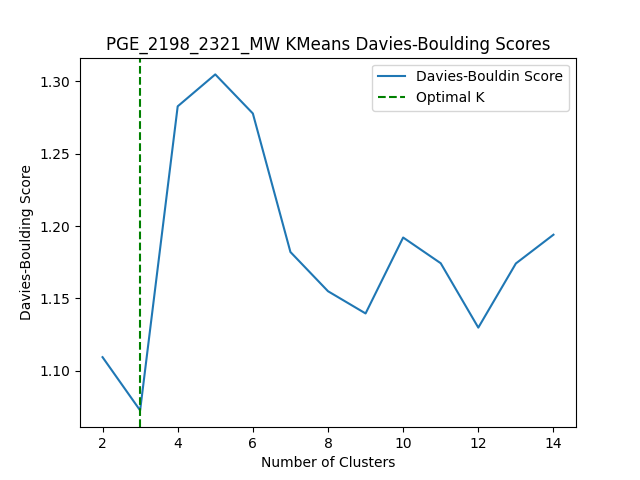 PGE_2198_2321_MW KMeans Davies-Boulding Scores
Davies-Bouldin Score
Optimal K
1.30
1.25
1.20
1.15
1.10
Davies-Boulding Score
2 4 6 8 10 12 14
Number of Clusters